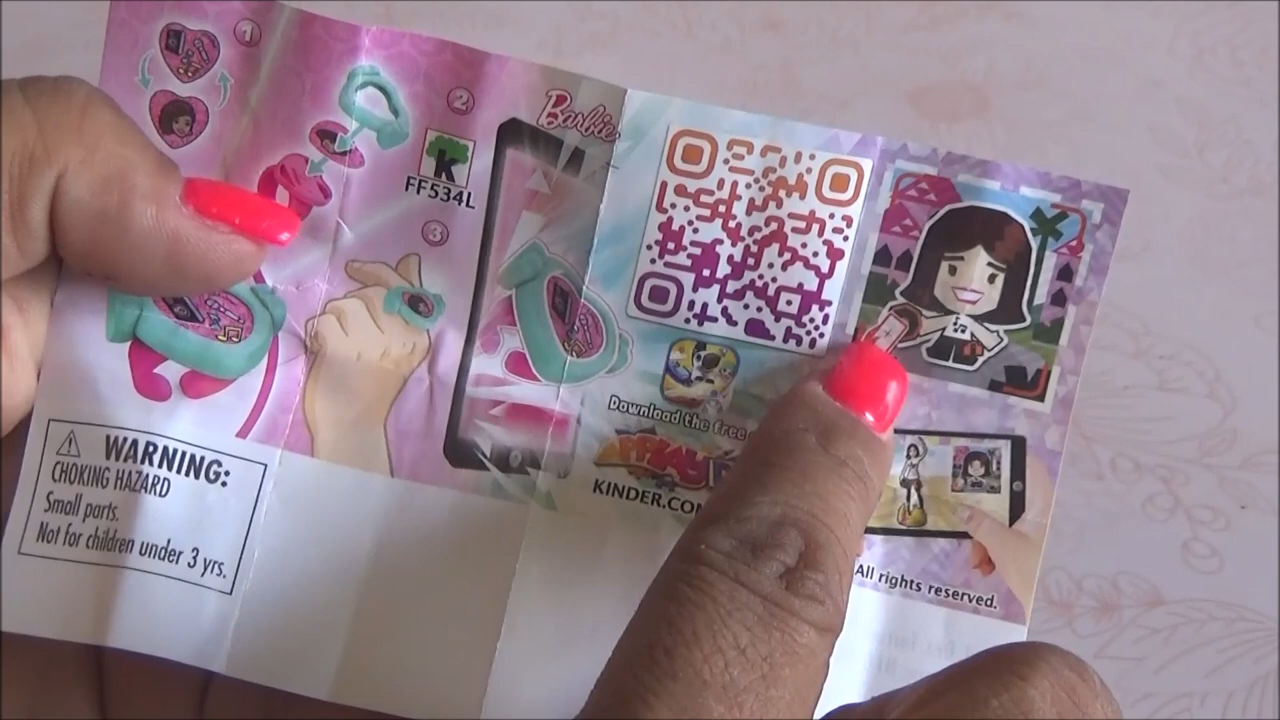 1
2
K
FF534L
3
Barbie
Download the free
APPLAY
KINDER.COM
WARNING:
CHOKING HAZARD
Small parts.
Not for children under 3 yrs.
All rights reserved.